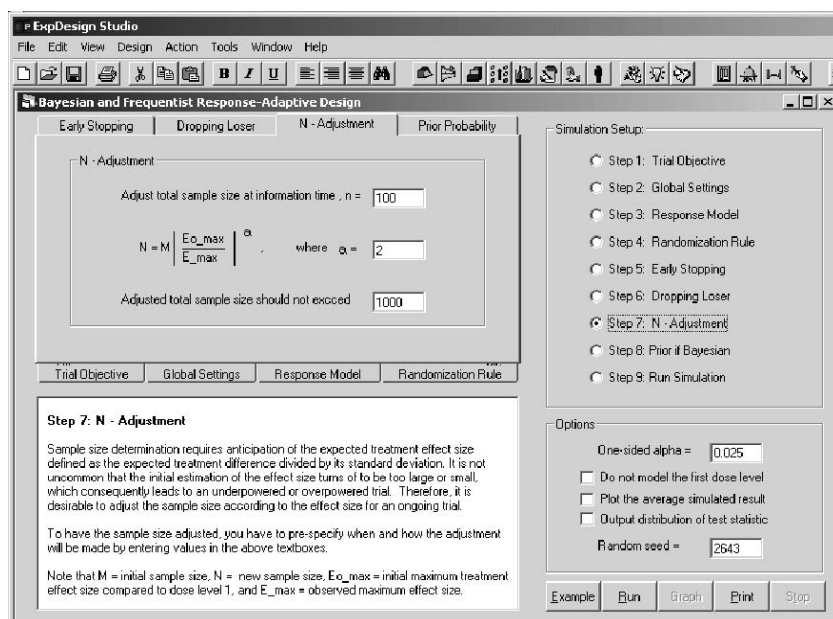 ExpDesign Studio
File Edit View Design Action Tools Window Help
B I U
Bayesian and Frequentist Response-Adaptive Design
Early Stopping Dropping Loser N - Adjustment Prior Probability
N - Adjustment
Adjust total sample size at information time , n = 100
N = M | Eo_max / E_max | a , where a = 2
Adjusted total sample size should not exceed 1000
Trial Objective Global Settings Response Model Randomization Rule
Step 7: N - Adjustment
Sample size determination requires anticipation of the expected treatment effect size
defined as the expected treatment difference divided by its standard deviation. It is not
uncommon that the initial estimation of the effect size turns of to be too large or small,
which consequently leads to an underpowered or overpowered trial. Therefore, it is
desirable to adjust the sample size according to the effect size for an ongoing trial.
To have the sample size adjusted, you have to pre-specify when and how the adjustment
will be made by entering values in the above textboxes.
Note that M = initial sample size, N = new sample size, Eo_max = initial maximum treatment
effect size compared to dose level 1, and E_max = observed maximum effect size.
Simulation Setup:
Step 1: Trial Objective
Step 2: Global Settings
Step 3: Response Model
Step 4: Randomization Rule
Step 5: Early Stopping
Step 6: Dropping Loser
Step 7: N - Adjustment
Step 8: Prior if Bayesian
Step 9: Run Simulation
Options
One-sided alpha = 0.025
Do not model the first dose level
Plot the average simulated result
Output distribution of test statistic
Random seed = 2643
Example Run Graph Print Stop